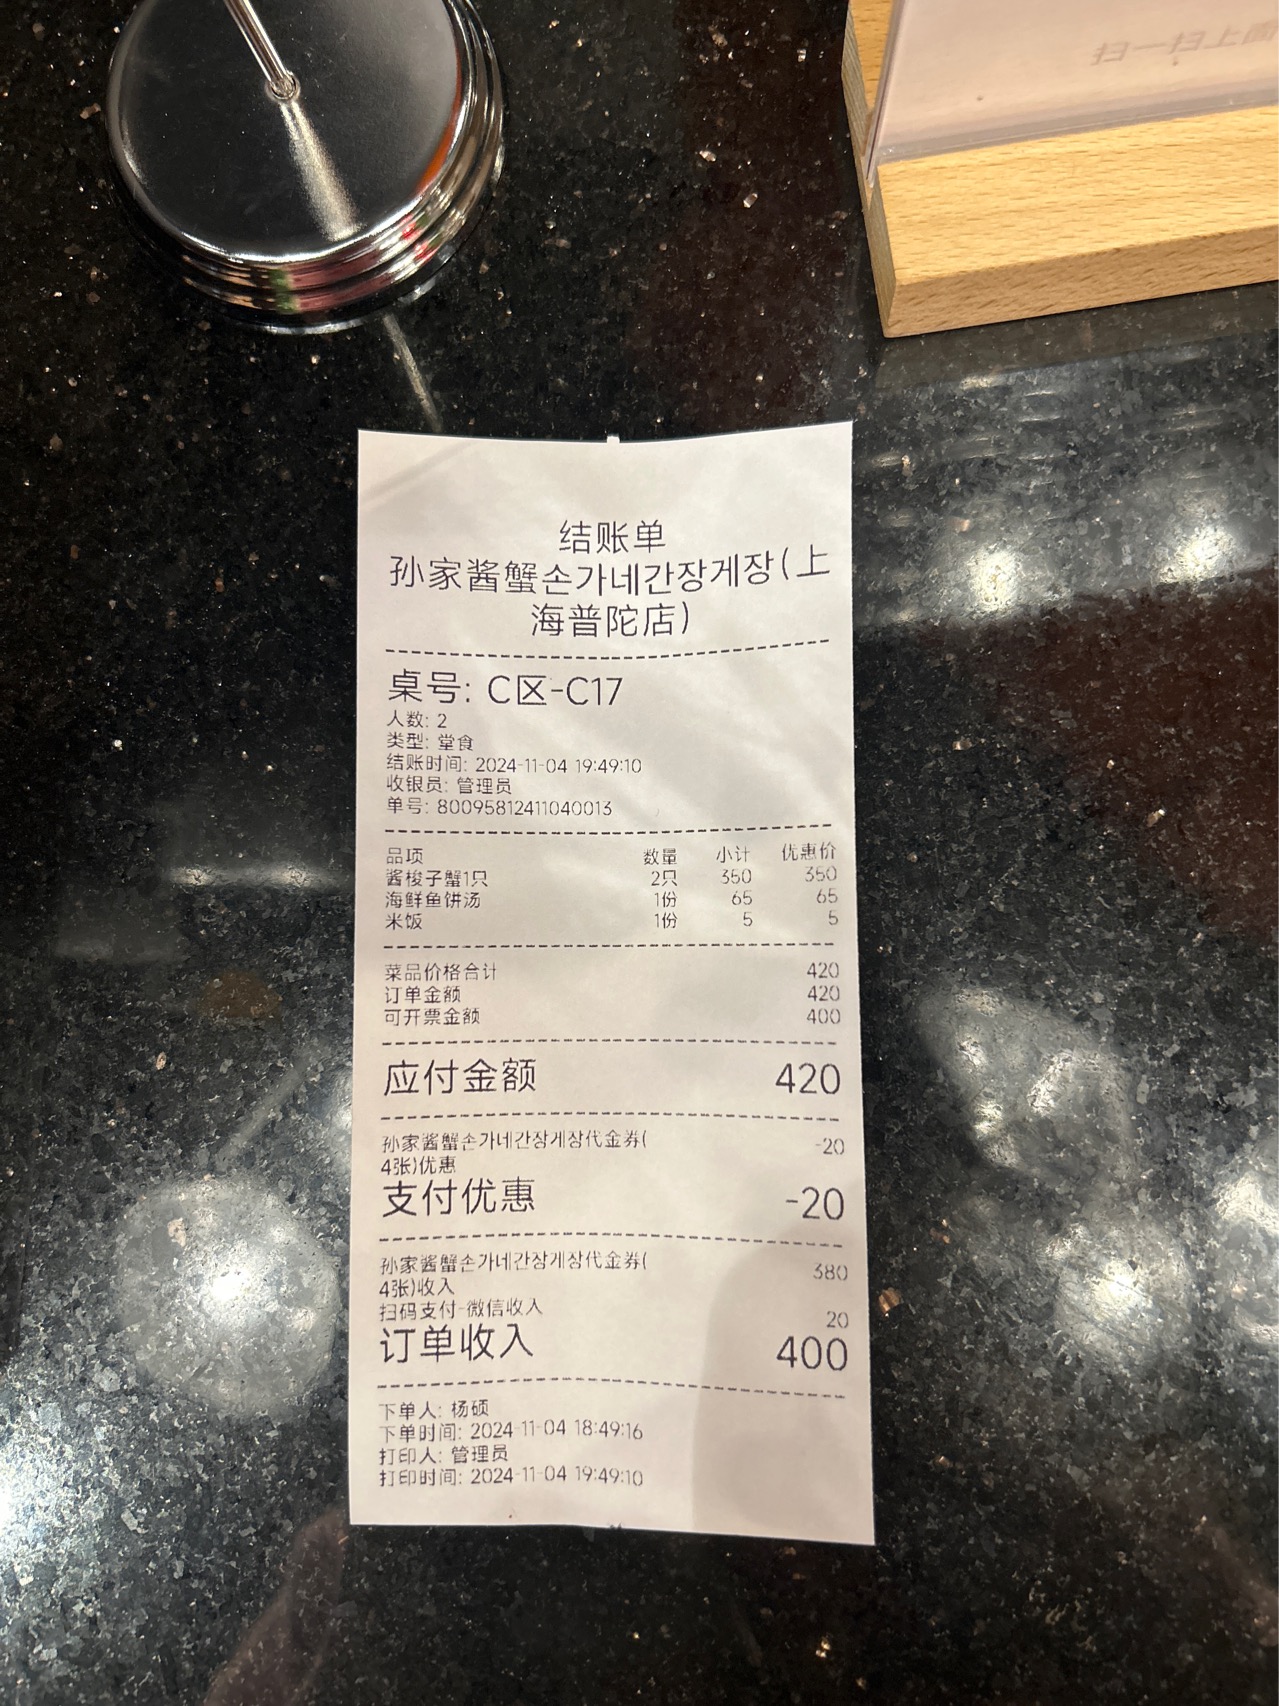 扫一扫上面
结账单
孙家酱蟹손가네간장게장(上
海普陀店)
桌号: C区-C17
人数: 2
类型: 堂食
结账时间: 2024-11-04 19:49:10
收银员: 管理员
单号: 80095812411040013
品项 数量 小计 优惠价
酱梭子蟹1只 2只 350 350
海鲜鱼饼汤 1份 65 65
米饭 1份 5 5
菜品价格合计 420
订单金额 420
可开票金额 400
应付金额 420
孙家酱蟹손가네간장게장代金券( -20
4张)优惠
支付优惠 -20
孙家酱蟹손가네간장게장代金券( 380
4张)收入
扫码支付-微信收入 20
订单收入 400
下单人: 杨硕
下单时间: 2024-11-04 18:49:16
打印人: 管理员
打印时间: 2024-11-04 19:49:10